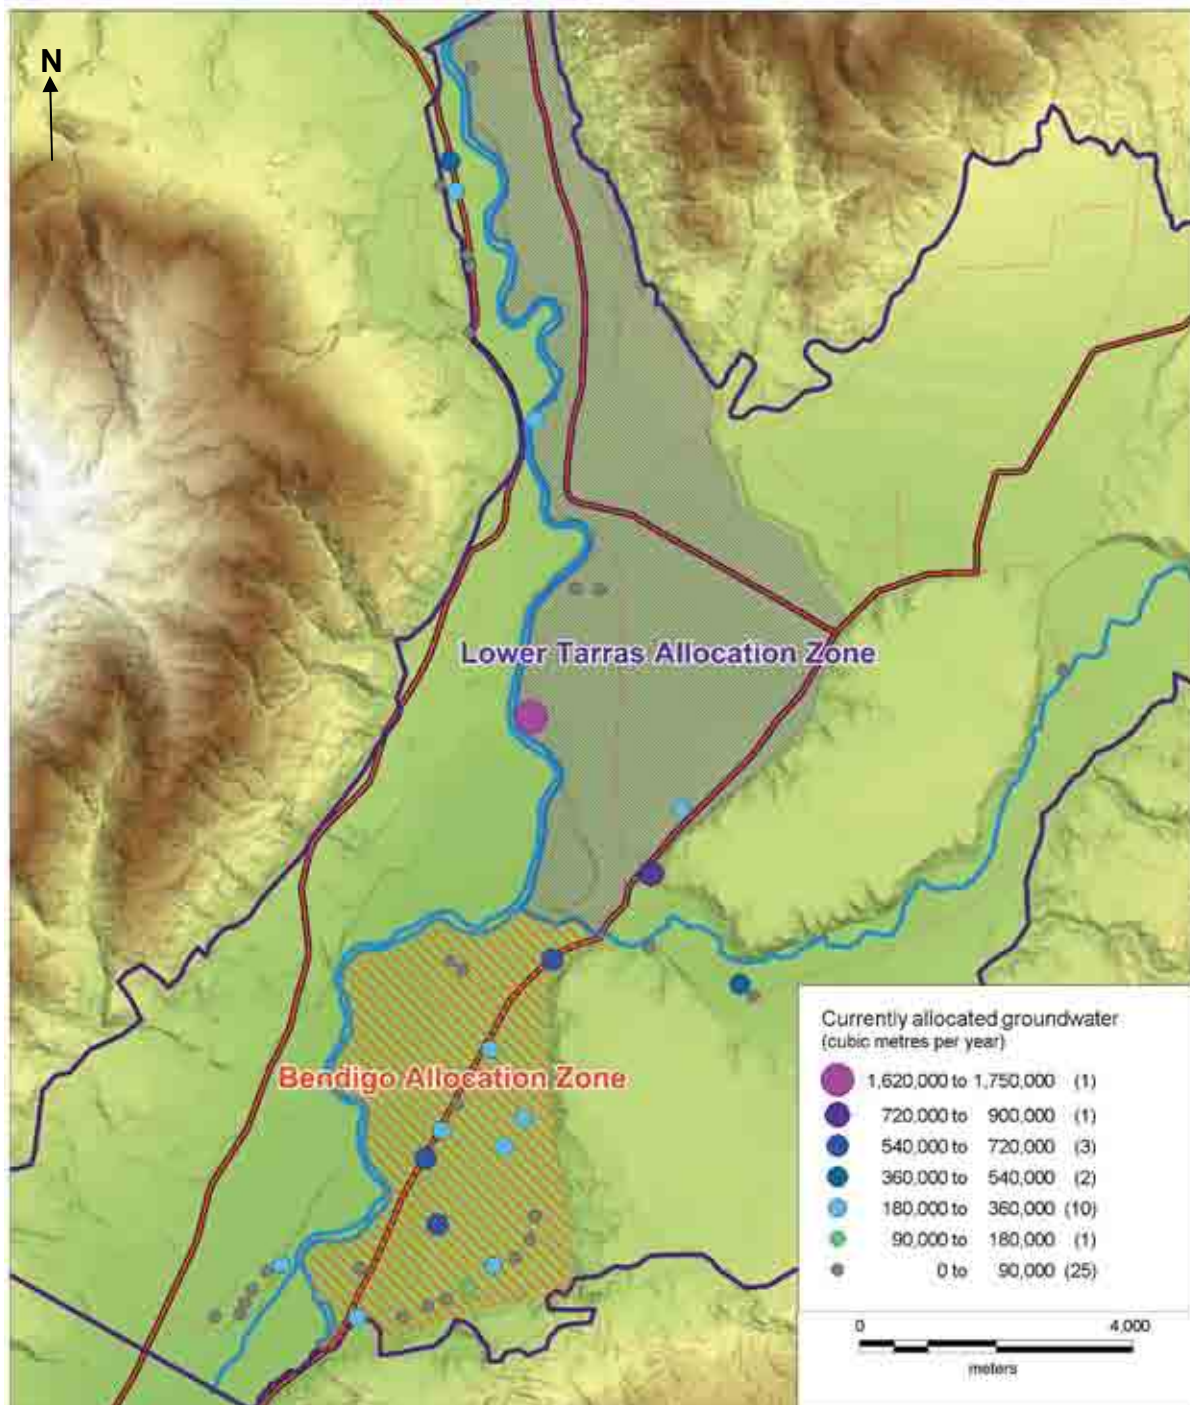 N
Lower Tarras Allocation Zone
Bendigo Allocation Zone
Currently allocated groundwater
(cubic metres per year)
1,620,000 to 1,750,000 (1)
720,000 to 900,000 (1)
540,000 to 720,000 (3)
360,000 to 540,000 (2)
180,000 to 360,000 (10)
90,000 to 180,000 (1)
0 to 90,000 (25)
0 4,000
meters